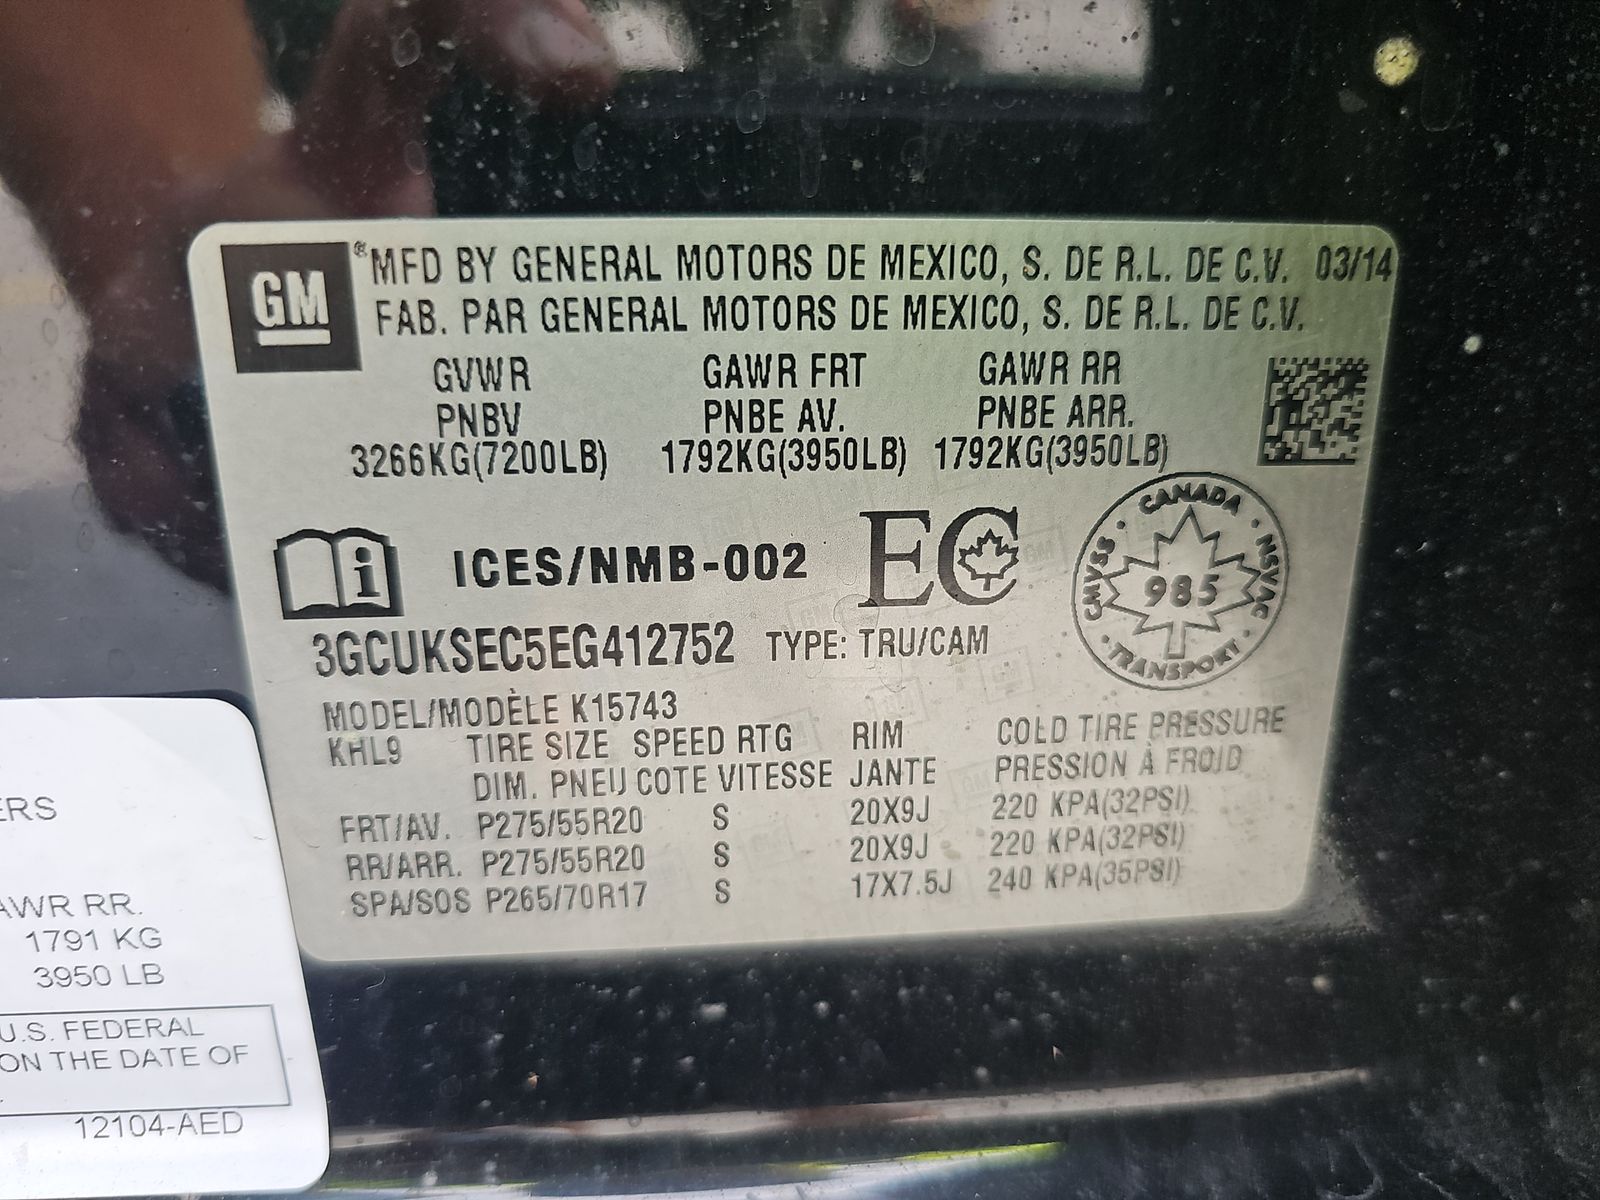 GM
® MFD BY GENERAL MOTORS DE MEXICO, S. DE R.L. DE C.V. 03/14
FAB. PAR GENERAL MOTORS DE MEXICO, S. DE R.L. DE C.V.
GVWR GAWR FRT GAWR RR
PNBV PNBE AV. PNBE ARR.
3266KG(7200LB) 1792KG(3950LB) 1792KG(3950LB)
i ICES/NMB-002 EC
CANADA
CMVSS · 985 · NSVAC
· TRANSPORT ·
3GCUKSEC5EG412752 TYPE: TRU/CAM
MODEL/MODÈLE K15743
KHL9 TIRE SIZE SPEED RTG RIM COLD TIRE PRESSURE
DIM. PNEU COTE VITESSE JANTE PRESSION À FROID
FRT/AV. P275/55R20 S 20X9J 220 KPA(32PSI)
RR/ARR. P275/55R20 S 20X9J 220 KPA(32PSI)
SPA/SOS P265/70R17 S 17X7.5J 240 KPA(35PSI)
ERS
AWR RR.
1791 KG
3950 LB
U.S. FEDERAL
ON THE DATE OF
12104-AED